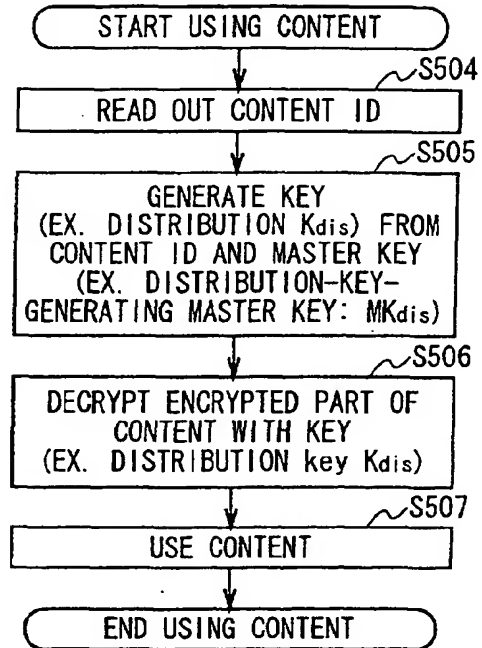 START USING CONTENT
S504
READ OUT CONTENT ID
S505
GENERATE KEY
(EX. DISTRIBUTION Kdis) FROM
CONTENT ID AND MASTER KEY
(EX. DISTRIBUTION-KEY-
GENERATING MASTER KEY: MKdis)
S506
DECRYPT ENCRYPTED PART OF
CONTENT WITH KEY
(EX. DISTRIBUTION key Kdis)
S507
USE CONTENT
END USING CONTENT